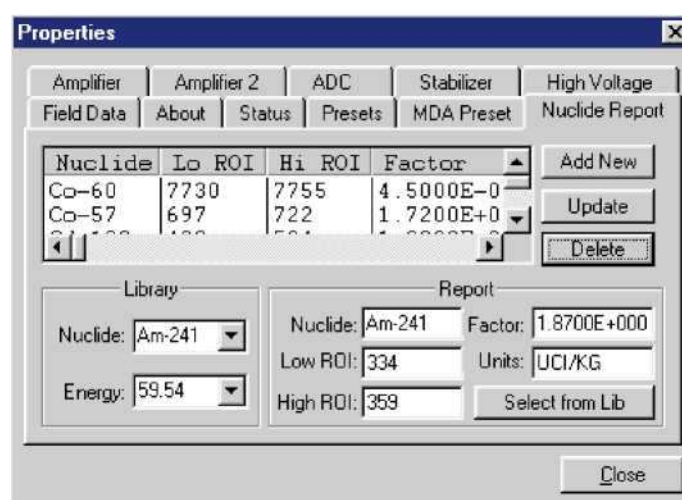 Properties
Amplifier Amplifier 2 ADC Stabilizer High Voltage
Field Data About Status Presets MDA Preset Nuclide Report
Nuclide Lo ROI Hi ROI Factor
Co-60 7730 7755 4.5000E-0
Co-57 697 722 1.7200E+0
Add New
Update
Delete
Library
Nuclide: Am-241
Energy: 59.54
Report
Nuclide: Am-241 Factor: 1.8700E+000
Low ROI: 334 Units: UCI/KG
High ROI: 359 Select from Lib
Close